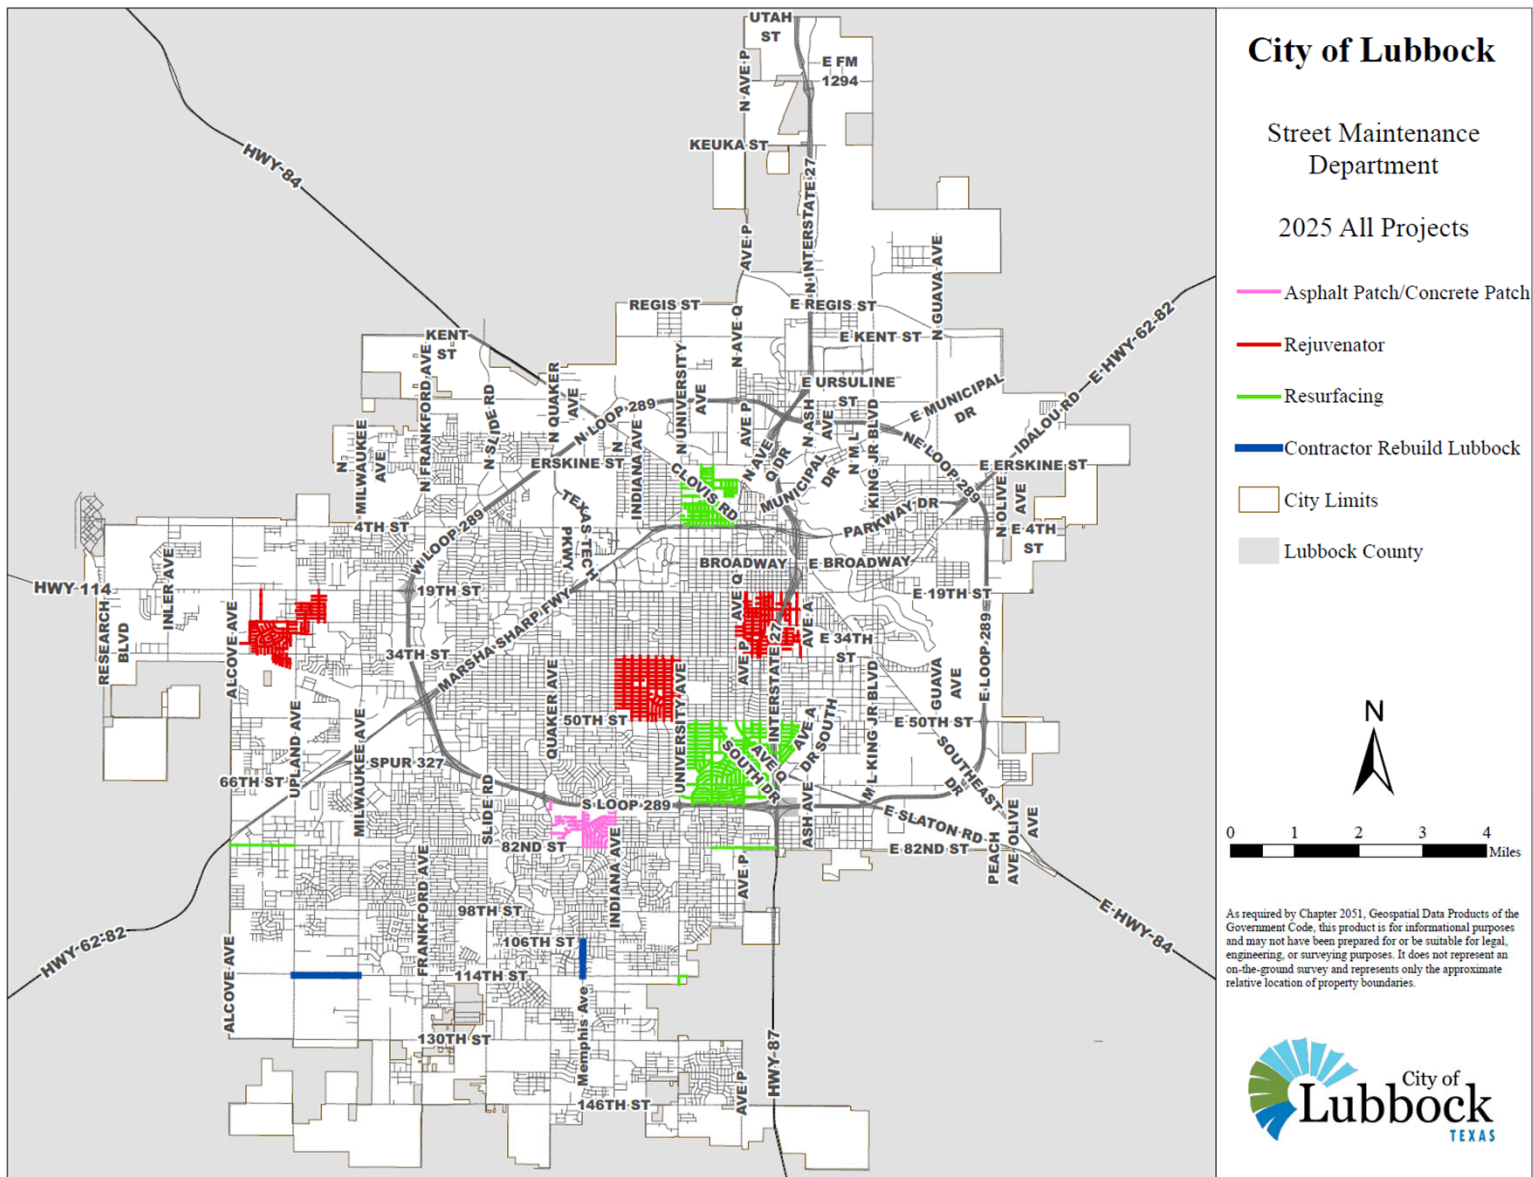 City of Lubbock
Street Maintenance
Department
2025 All Projects
Asphalt Patch/Concrete Patch
Rejuvenator
Resurfacing
Contractor Rebuild Lubbock
City Limits
Lubbock County
N
0 1 2 3 4
Miles
As required by Chapter 2051, Geospatial Data Products of the
Government Code, this product is for informational purposes
and may not have been prepared for or be suitable for legal,
engineering, or surveying purposes. It does not represent an
on-the-ground survey and represents only the approximate
relative location of property boundaries.
City of
Lubbock
TEXAS
UTAH
ST
N AVE P
E FM
1294
KEUKA ST
HWY-84
N INTERSTATE 27
AVE P
N GUAVA AVE
REGIS ST
E REGIS ST
N AVE Q
E KENT ST
E-HWY-62-82
KENT
ST
N FRANKFORD AVE
N SLIDE RD
N QUAKER
AVE
N UNIVERSITY
AVE
E URSULINE
ST
E MUNICIPAL
DR
N LOOP 289
AVE P
N ASH
AVE
N M L
KING JR BLVD
IDALOU RD
N
MILWAUKEE
AVE
N
INDIANA AVE
ERSKINE ST
N AVE
Q DR
NE LOOP 289
E ERSKINE ST
CLOVIS RD
MUNICIPAL
DR
TEXAS TECH
PKWY
4TH ST
W LOOP 289
PARKWAY DR
N OLIVE
AVE
E 4TH
ST
INLER AVE
BROADWAY
E BROADWAY
HWY 114
19TH ST
AVE Q
E 19TH ST
RESEARCH
BLVD
ALCOVE AVE
MARSHA SHARP FWY
AVE A
E 34TH
ST
34TH ST
AVE P
INTERSTATE 27
E LOOP 289
UPLAND AVE
MILWAUKEE AVE
QUAKER AVE
UNIVERSITY AVE
M L KING JR BLVD
GUAVA
AVE
50TH ST
AVE A
DR SOUTH
E 50TH ST
SPUR 327
66TH ST
AVE Q
SOUTH DR
SOUTHEAST
DR
SLIDE RD
S LOOP 289
ASH AVE
E SLATON RD
82ND ST
INDIANA AVE
E 82ND ST
PEACH
AVE
OLIVE
AVE
FRANKFORD AVE
AVE P
98TH ST
E-HWY-84
HWY-62-82
106TH ST
ALCOVE AVE
114TH ST
Memphis Ave
130TH ST
HWY-87
146TH ST
AVE P